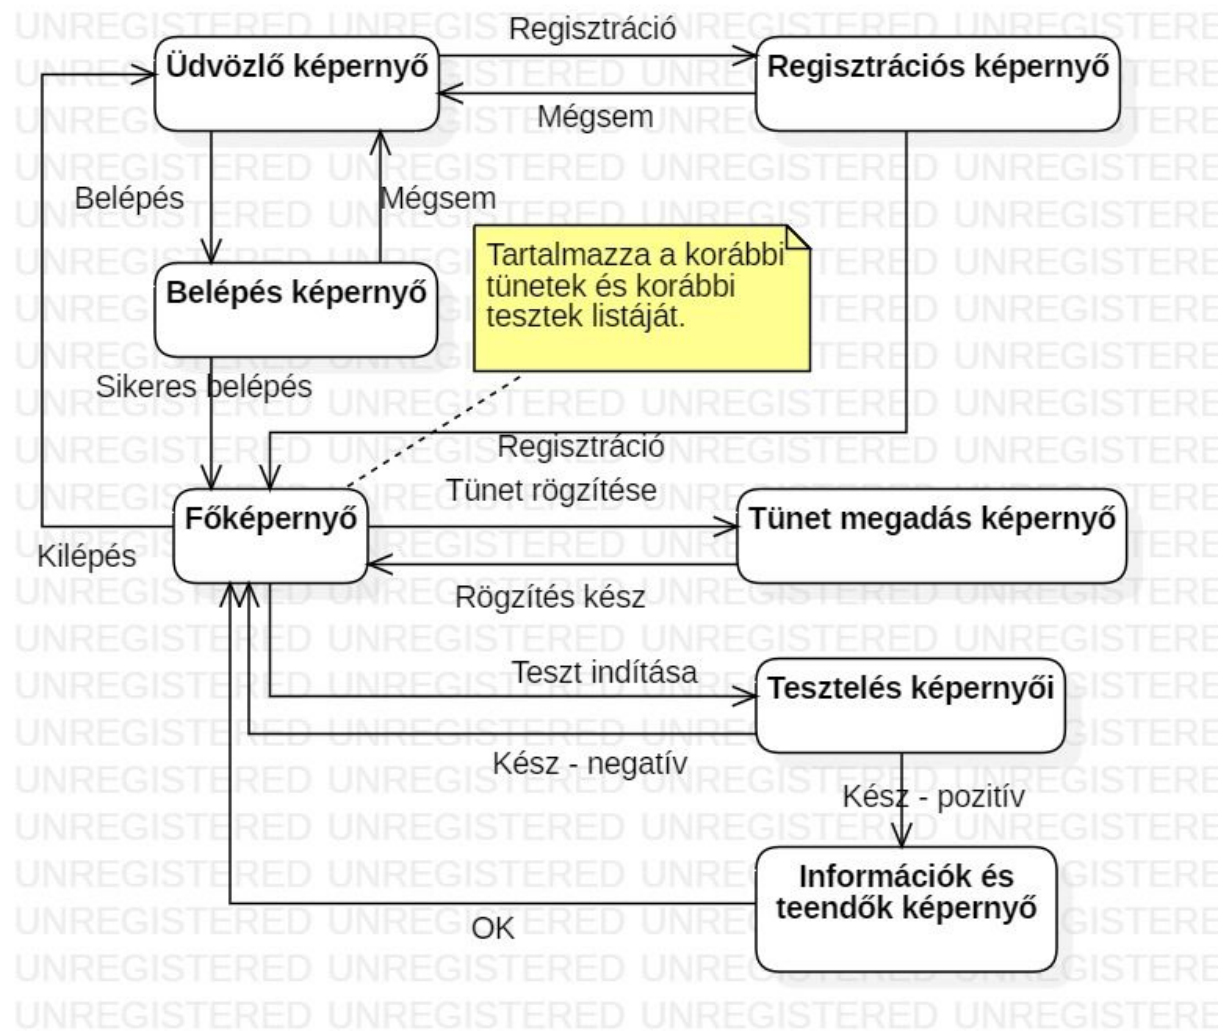 Regisztráció
Üdvözlő képernyő
Regisztrációs képernyő
Mégsem
Belépés
Mégsem
Tartalmazza a korábbi
tünetek és korábbi
tesztek listáját.
Belépés képernyő
Sikeres belépés
Regisztráció
Tünet rögzítése
Főképernyő
Tünet megadás képernyő
Kilépés
Rögzítés kész
Teszt indítása
Tesztelés képernyői
Kész - negatív
Kész - pozitív
Információk és
teendők képernyő
OK
UNREGISTERED UNREGISTERED UNREGISTERED UNREGISTERE